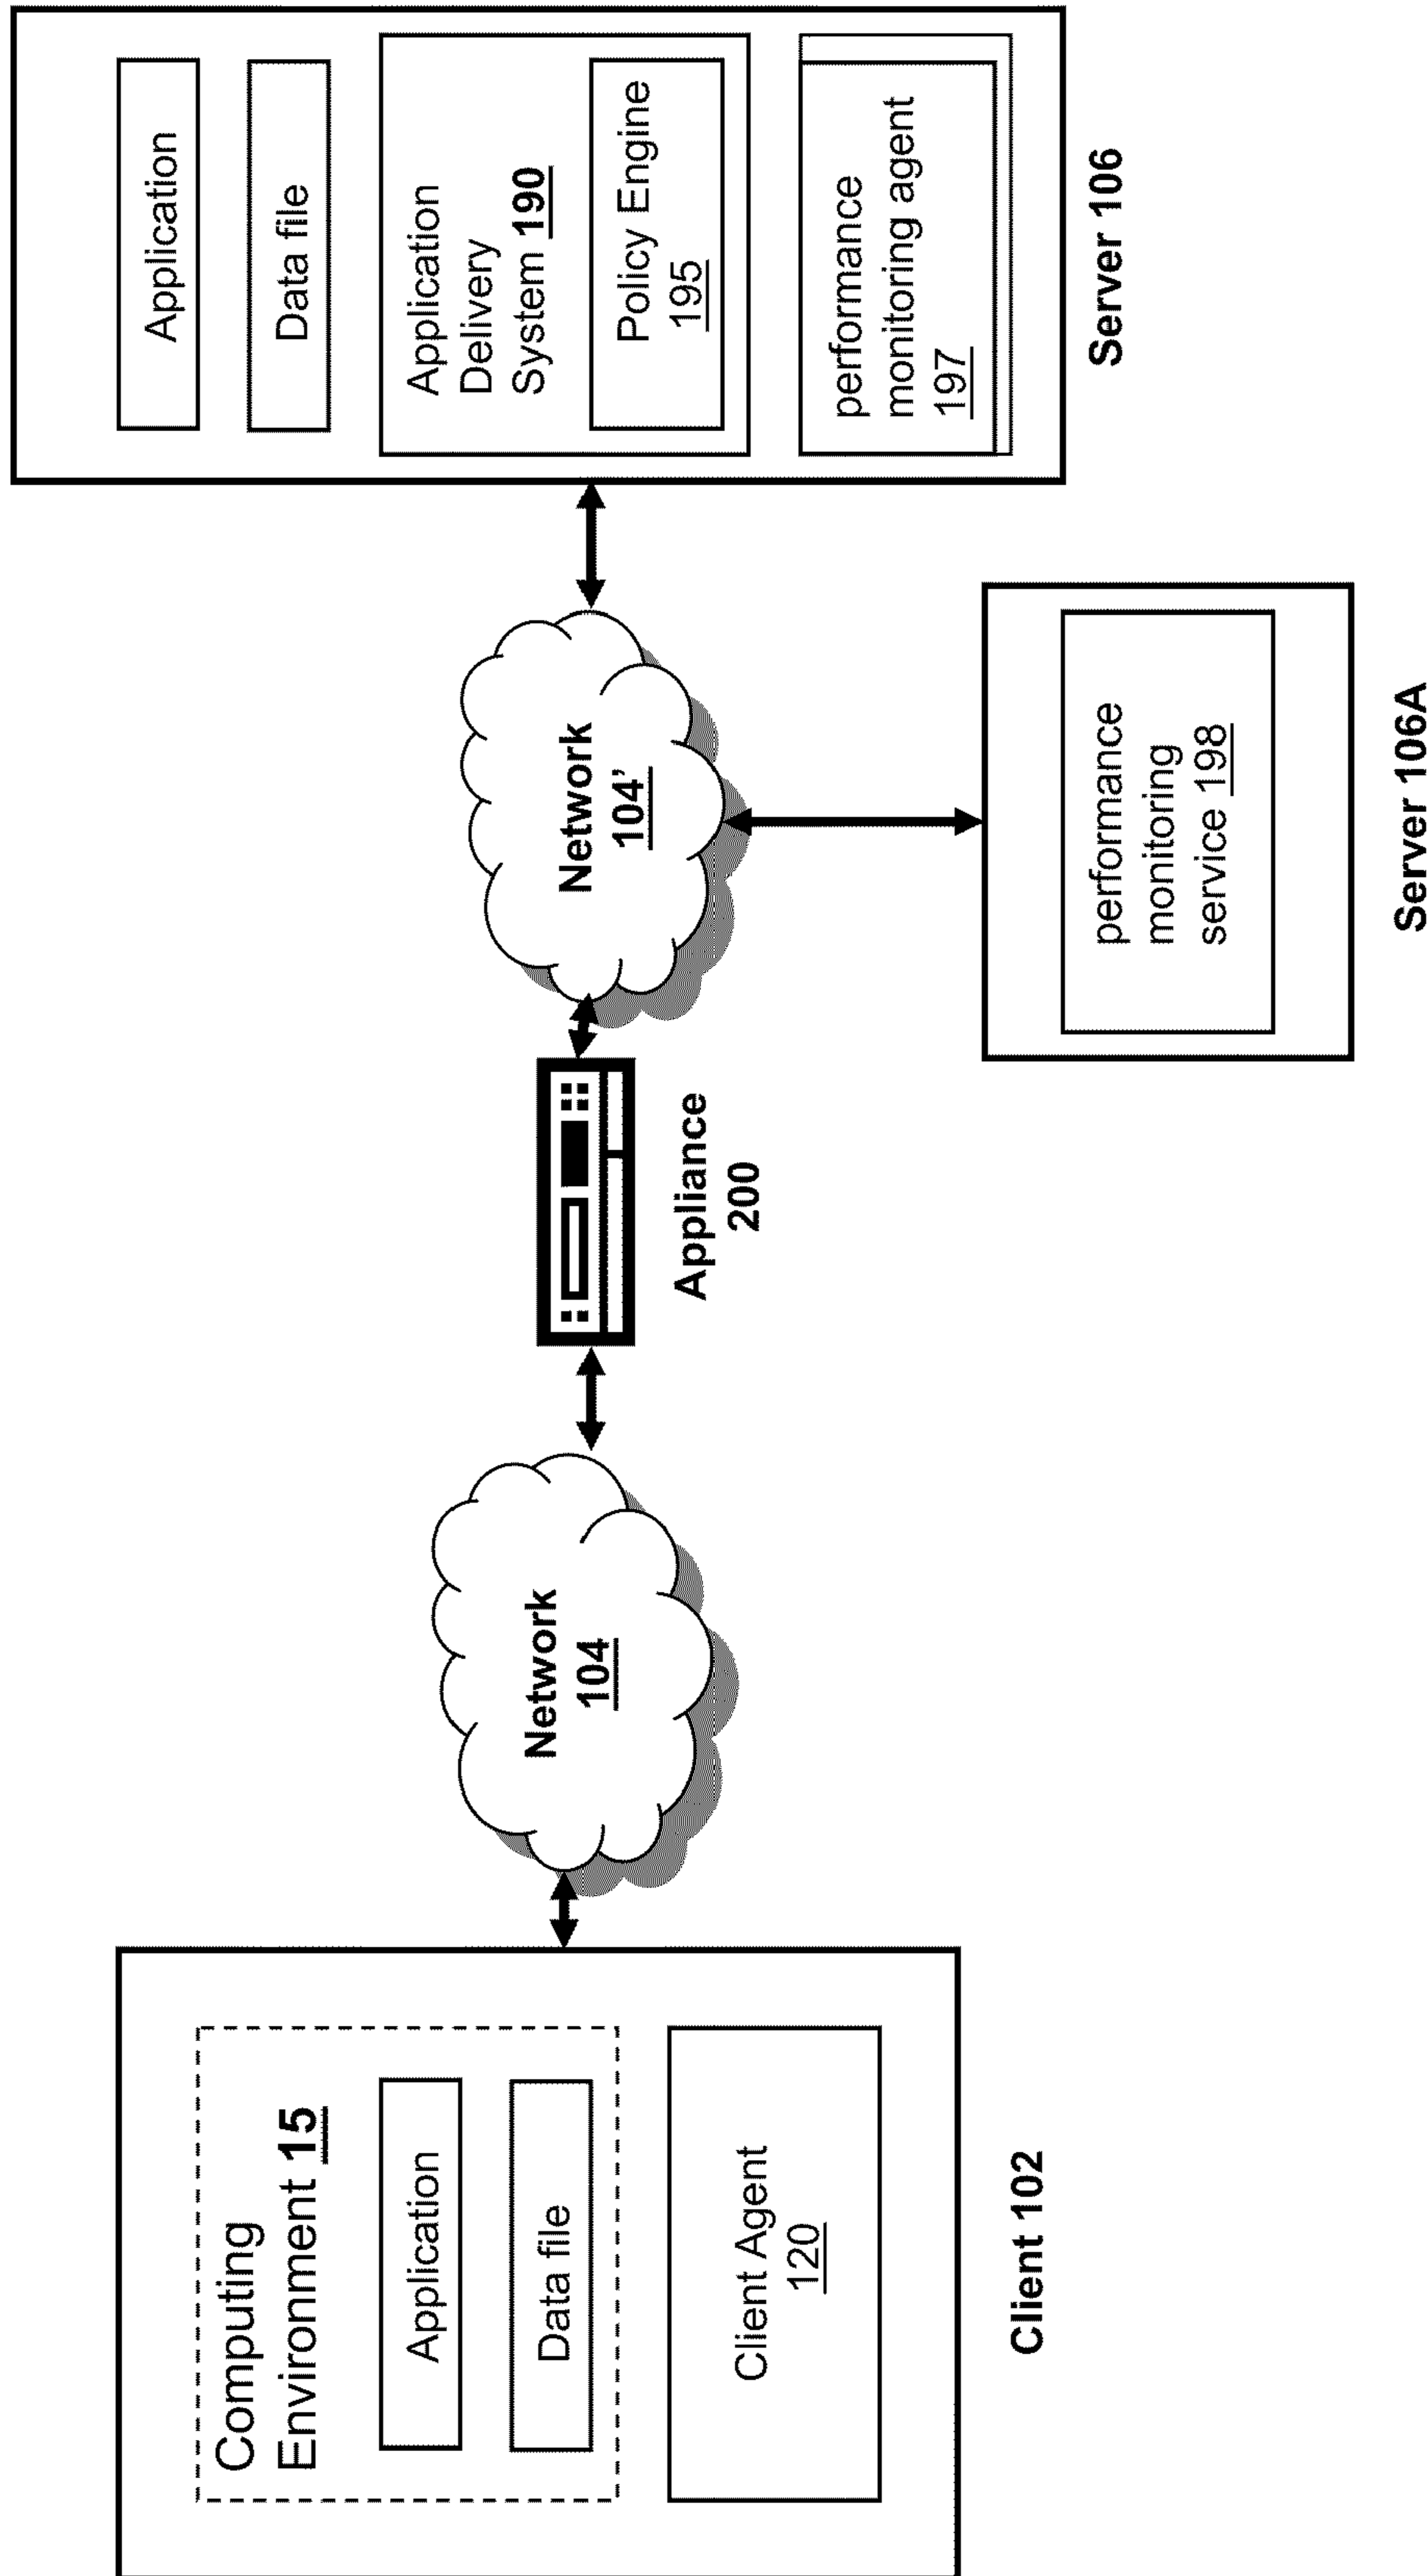 Computing
Environment 15
Application
Data file
Client Agent
120
Client 102
Network
104
Appliance
200
Network
104’
performance
monitoring
service 198
Server 106A
Application
Data file
Application
Delivery
System 190
Policy Engine
195
performance
monitoring agent
197
Server 106